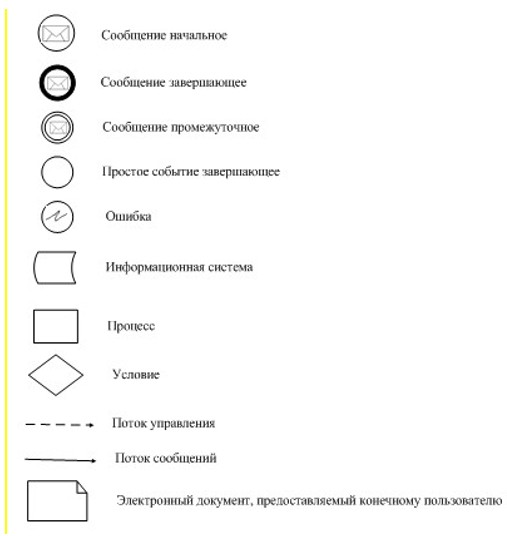 Сообщение начальное
Сообщение завершающее
Сообщение промежуточное
Простое событие завершающее
Ошибка
Информационная система
Процесс
Условие
Поток управления
Поток сообщений
Электронный документ, предоставляемый конечному пользователю